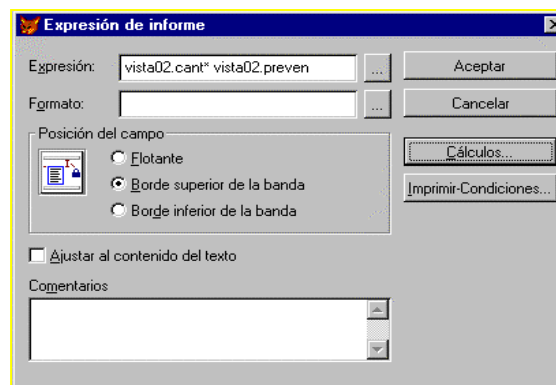 Expresión de informe
Expresión: vista02.cant* vista02.preven ... Aceptar
Formato: ... Cancelar
Posición del campo
Flotante
Borde superior de la banda
Borde inferior de la banda
Cálculos...
Imprimir-Condiciones...
Ajustar al contenido del texto
Comentarios